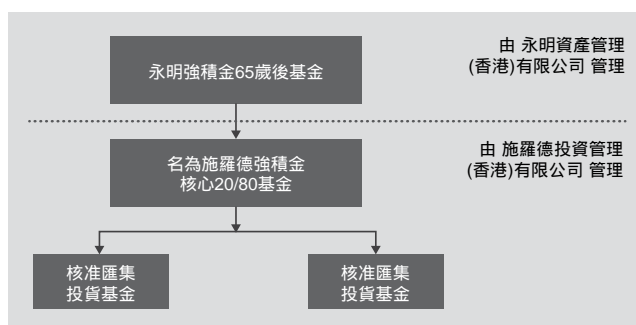 永明強積金65歲後基金
由 永明資產管理
(香港)有限公司 管理
名為施羅德強積金
核心20/80基金
由 施羅德投資管理
(香港)有限公司 管理
核准匯集
投貨基金
核准匯集
投貨基金